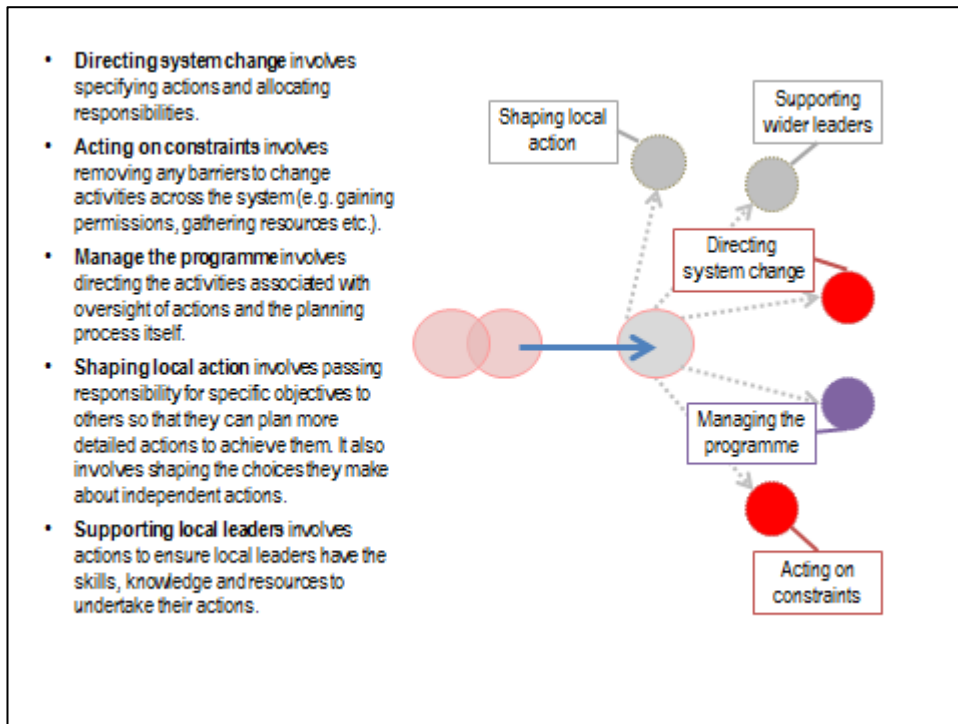 • Directing system change involves
specifying actions and allocating
responsibilities.
• Acting on constraints involves
removing any barriers to change
activities across the system (e.g. gaining
permissions, gathering resources etc.).
• Manage the programme involves
directing the activities associated with
oversight of actions and the planning
process itself.
• Shaping local action involves passing
responsibility for specific objectives to
others so that they can plan more
detailed actions to achieve them. It also
involves shaping the choices they make
about independent actions.
• Supporting local leaders involves
actions to ensure local leaders have the
skills, knowledge and resources to
undertake their actions.
Shaping local
action
Supporting
wider leaders
Directing
system change
Managing the
programme
Acting on
constraints